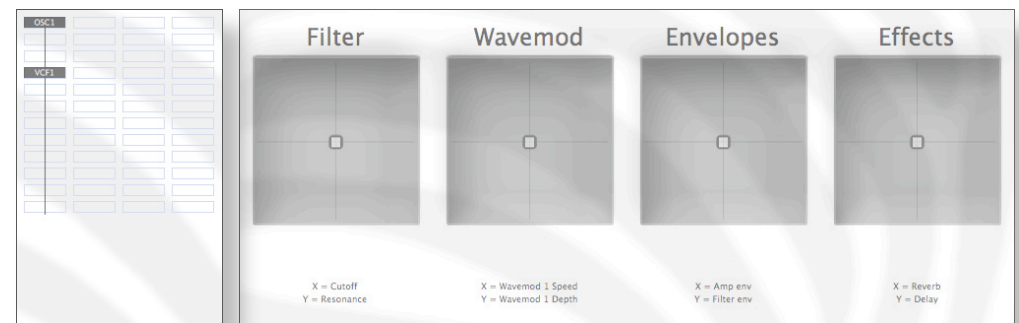 OSC1
VCF1
Filter
Wavemod
Envelopes
Effects
X = Cutoff
Y = Resonance
X = Wavemod 1 Speed
Y = Wavemod 1 Depth
X = Amp env
Y = Filter env
X = Reverb
Y = Delay